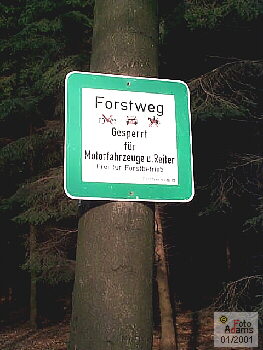 Forstweg
Gesperrt
für
Motorfahrzeuge u. Reiter
Frei für Forstbetrieb
Foto
Adams
01/2001